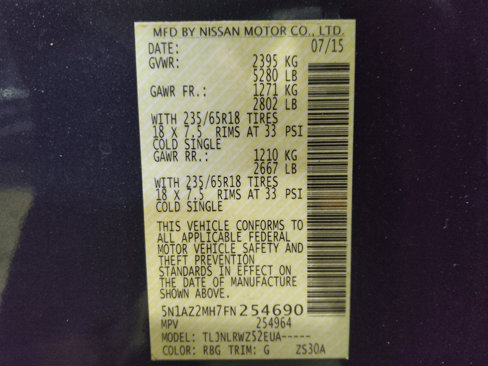 MFD BY NISSAN MOTOR CO., LTD.
DATE: 07/15
GVWR: 2395 KG
5280 LB
GAWR FR.: 1271 KG
2802 LB
WITH 235/65R18 TIRES
18 X 7.5 RIMS AT 33 PSI
COLD SINGLE
GAWR RR.: 1210 KG
2667 LB
WITH 235/65R18 TIRES
18 X 7.5 RIMS AT 33 PSI
COLD SINGLE
THIS VEHICLE CONFORMS TO
ALL APPLICABLE FEDERAL
MOTOR VEHICLE SAFETY AND
THEFT PREVENTION
STANDARDS IN EFFECT ON
THE DATE OF MANUFACTURE
SHOWN ABOVE.
5N1AZ2MH7FN254690
MPV 254964
MODEL: TLJNLRWZ52EUA-----
COLOR: RBG TRIM: G ZS30A